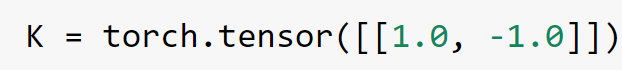 K = torch.tensor([[1.0, -1.0]])